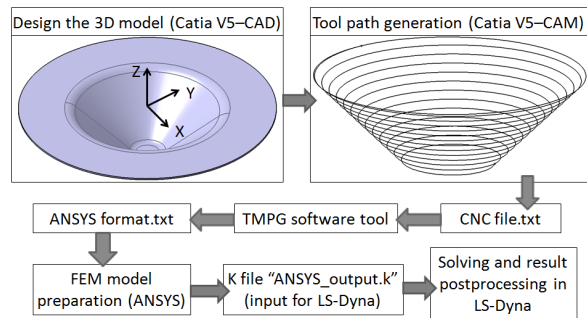 Design the 3D model (Catia V5–CAD)
Tool path generation (Catia V5–CAM)
Z
Y
X
ANSYS format.txt
TMPG software tool
CNC file.txt
FEM model
preparation (ANSYS)
K file “ANSYS_output.k”
(input for LS-Dyna)
Solving and result
postprocessing in
LS-Dyna